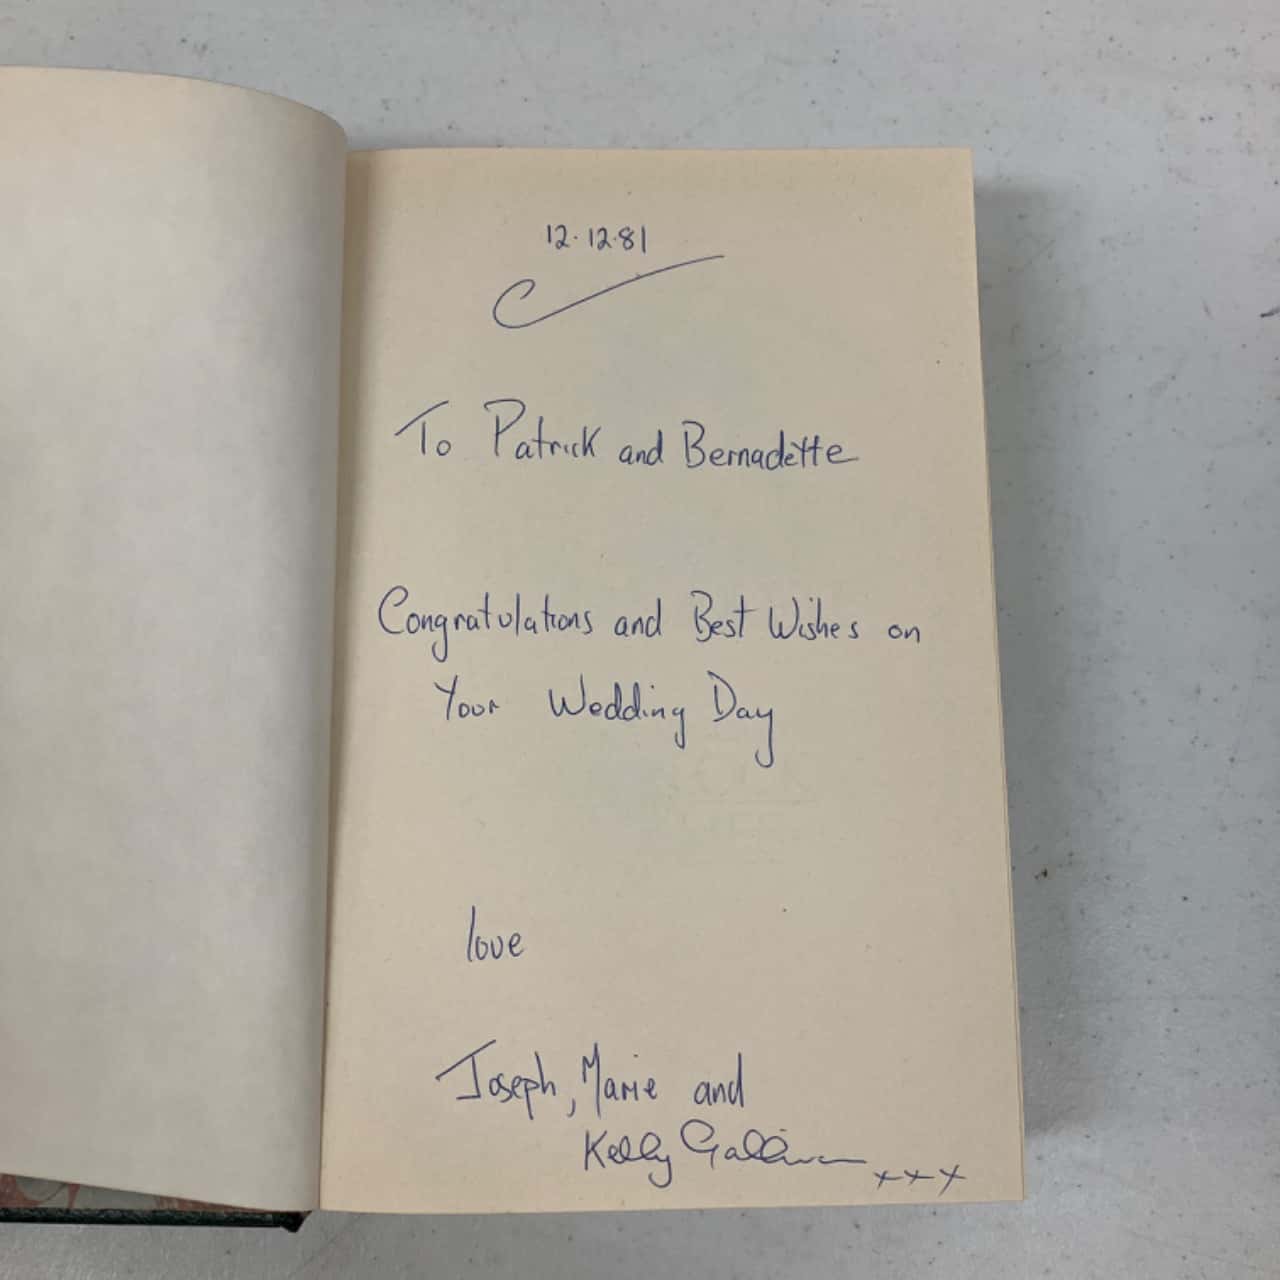 12.12.81
To Patrick and Bernadette
Congratulations and Best Wishes on
Your Wedding Day
love
Joseph, Marie and
Kelly xxx